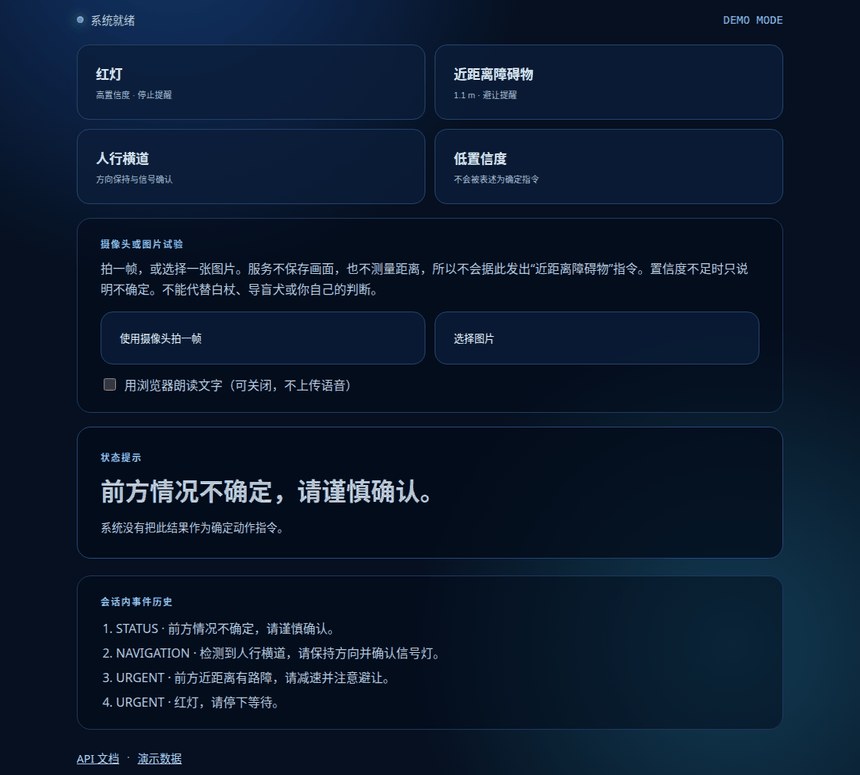 系统就绪
DEMO MODE
红灯
高置信度 · 停止提醒
近距离障碍物
1.1 m · 避让提醒
人行横道
方向保持与信号确认
低置信度
不会被表述为确定指令
摄像头或图片试验
拍一帧，或选择一张图片。服务不保存画面，也不测量距离，所以不会据此发出“近距离障碍物”指令。置信度不足时只说
明不确定。不能代替白杖、导盲犬或你自己的判断。
使用摄像头拍一帧
选择图片
用浏览器朗读文字（可关闭，不上传语音）
状态提示
前方情况不确定，请谨慎确认。
系统没有把此结果作为确定动作指令。
会话内事件历史
1. STATUS · 前方情况不确定，请谨慎确认。
2. NAVIGATION · 检测到人行横道，请保持方向并确认信号灯。
3. URGENT · 前方近距离有路障，请减速并注意避让。
4. URGENT · 红灯，请停下等待。
API 文档 · 演示数据